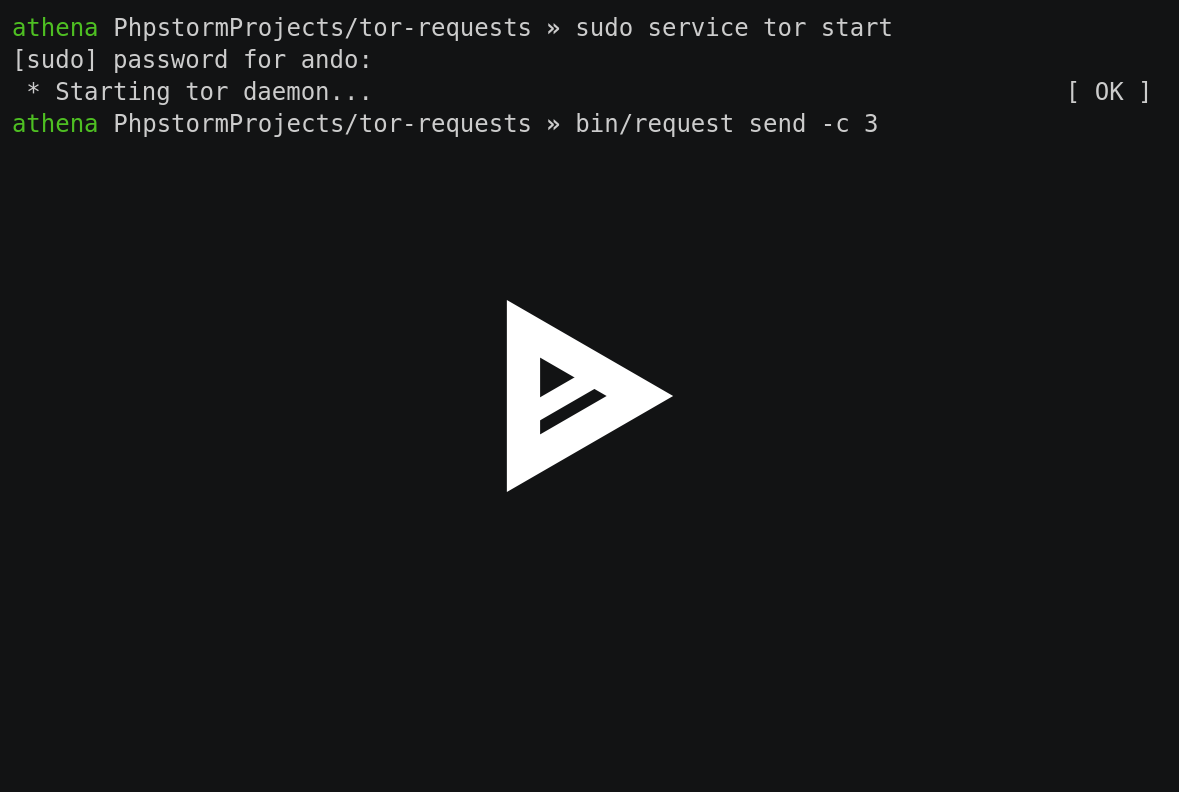 athena PhpstormProjects/tor-requests » sudo service tor start
[sudo] password for ando:
 * Starting tor daemon... [ OK ]
athena PhpstormProjects/tor-requests » bin/request send -c 3